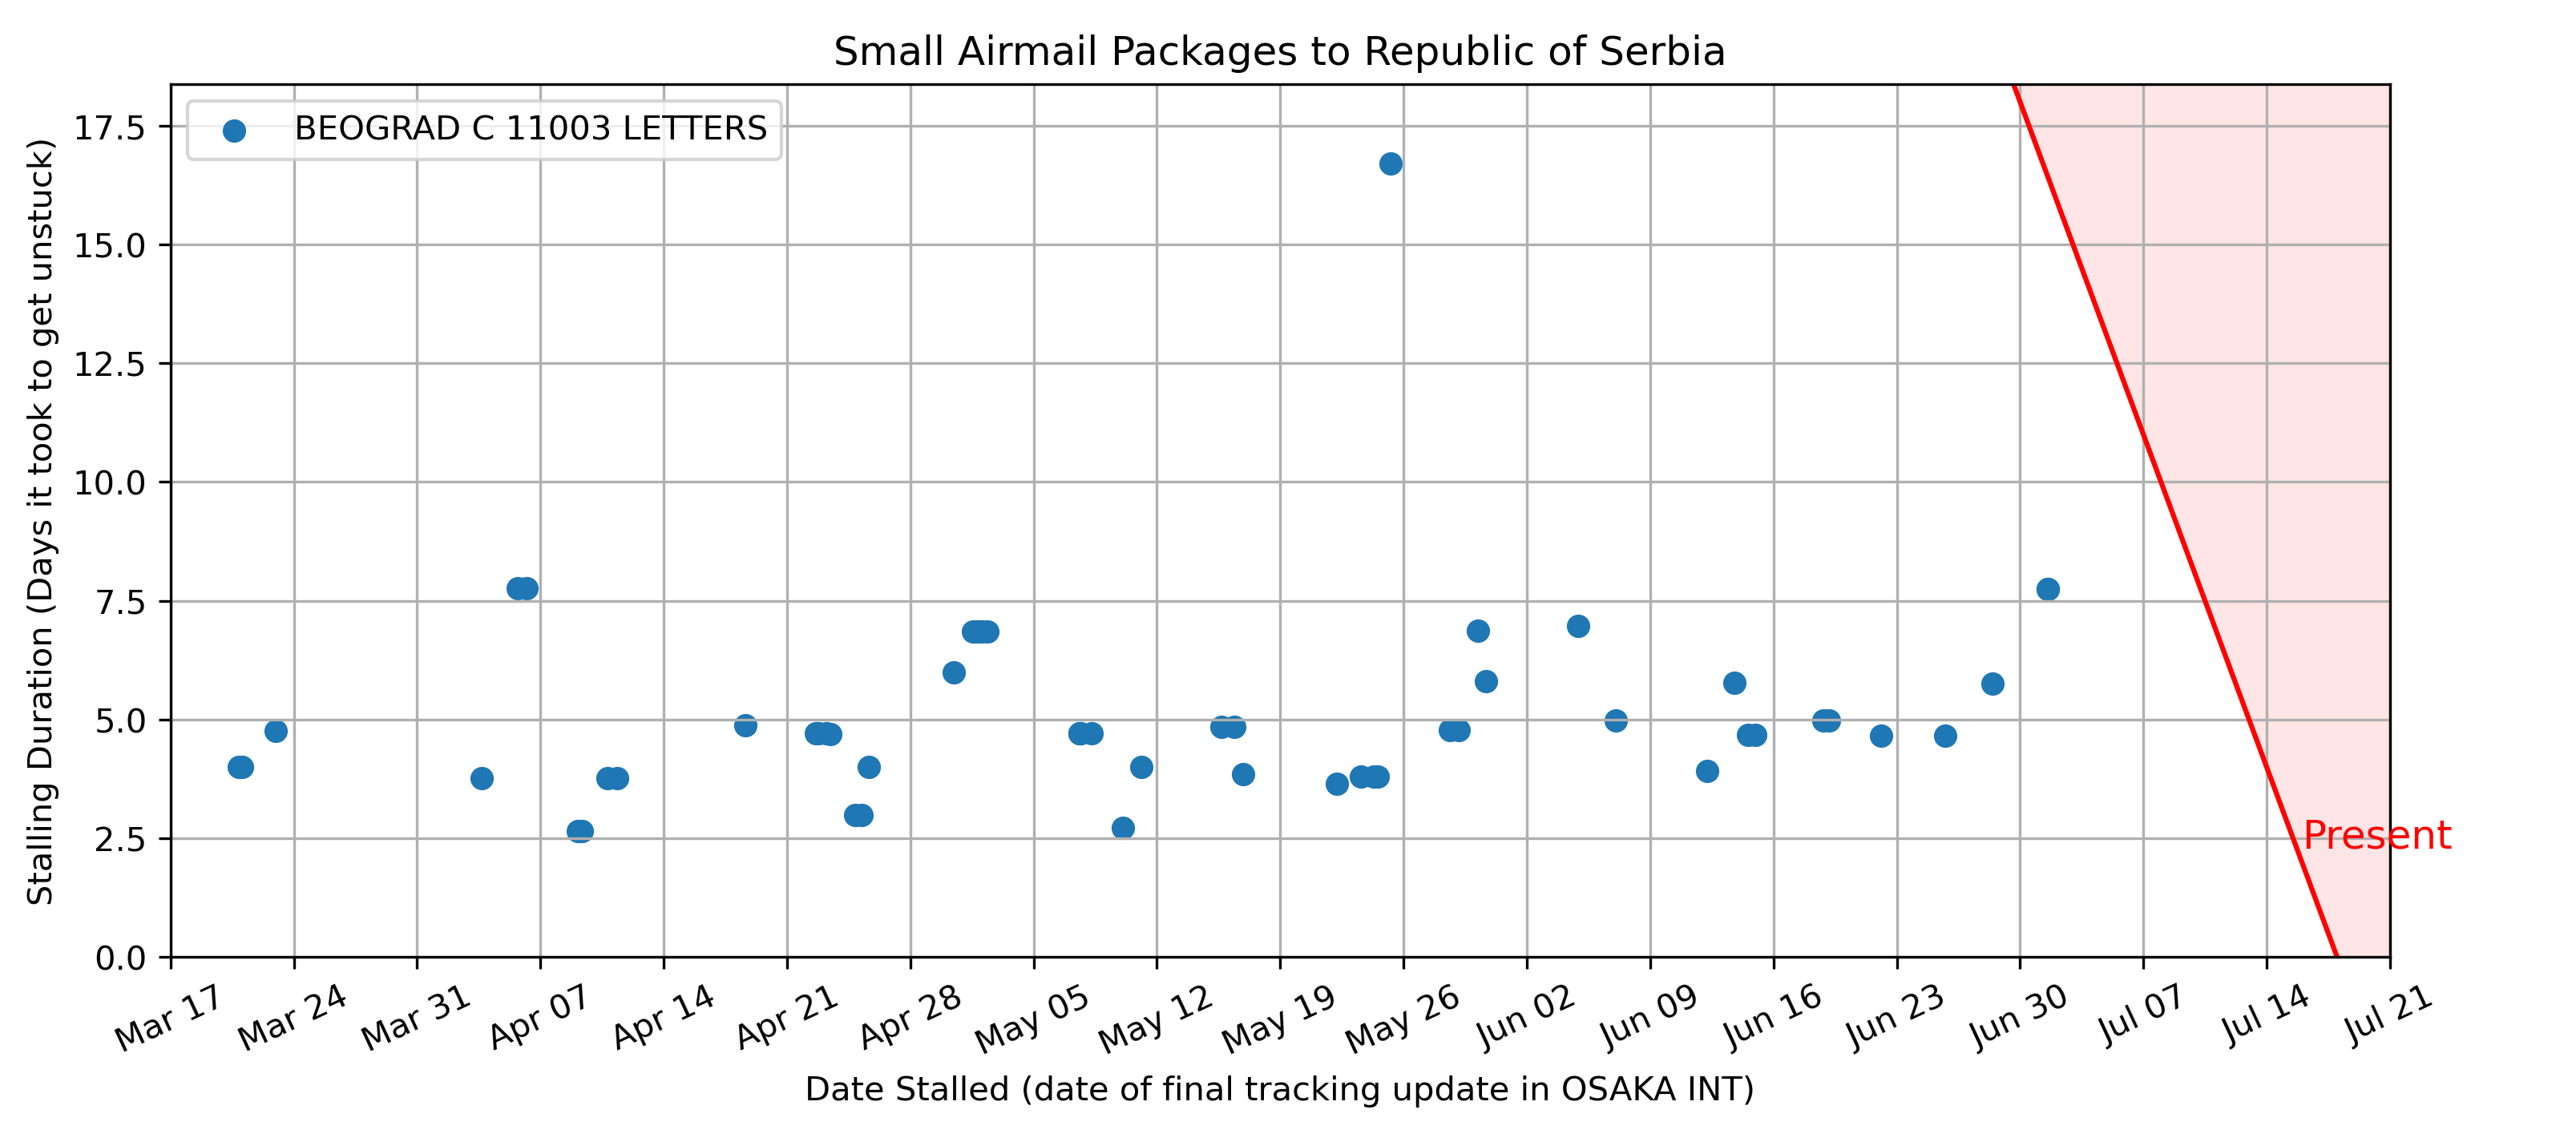 Small Airmail Packages to Republic of Serbia
BEOGRAD C 11003 LETTERS
Stalling Duration (Days it took to get unstuck)
17.5
15.0
12.5
10.0
7.5
5.0
2.5
0.0
Present
Mar 17
Mar 24
Mar 31
Apr 07
Apr 14
Apr 21
Apr 28
May 05
May 12
May 19
May 26
Jun 02
Jun 09
Jun 16
Jun 23
Jun 30
Jul 07
Jul 14
Jul 21
Date Stalled (date of final tracking update in OSAKA INT)